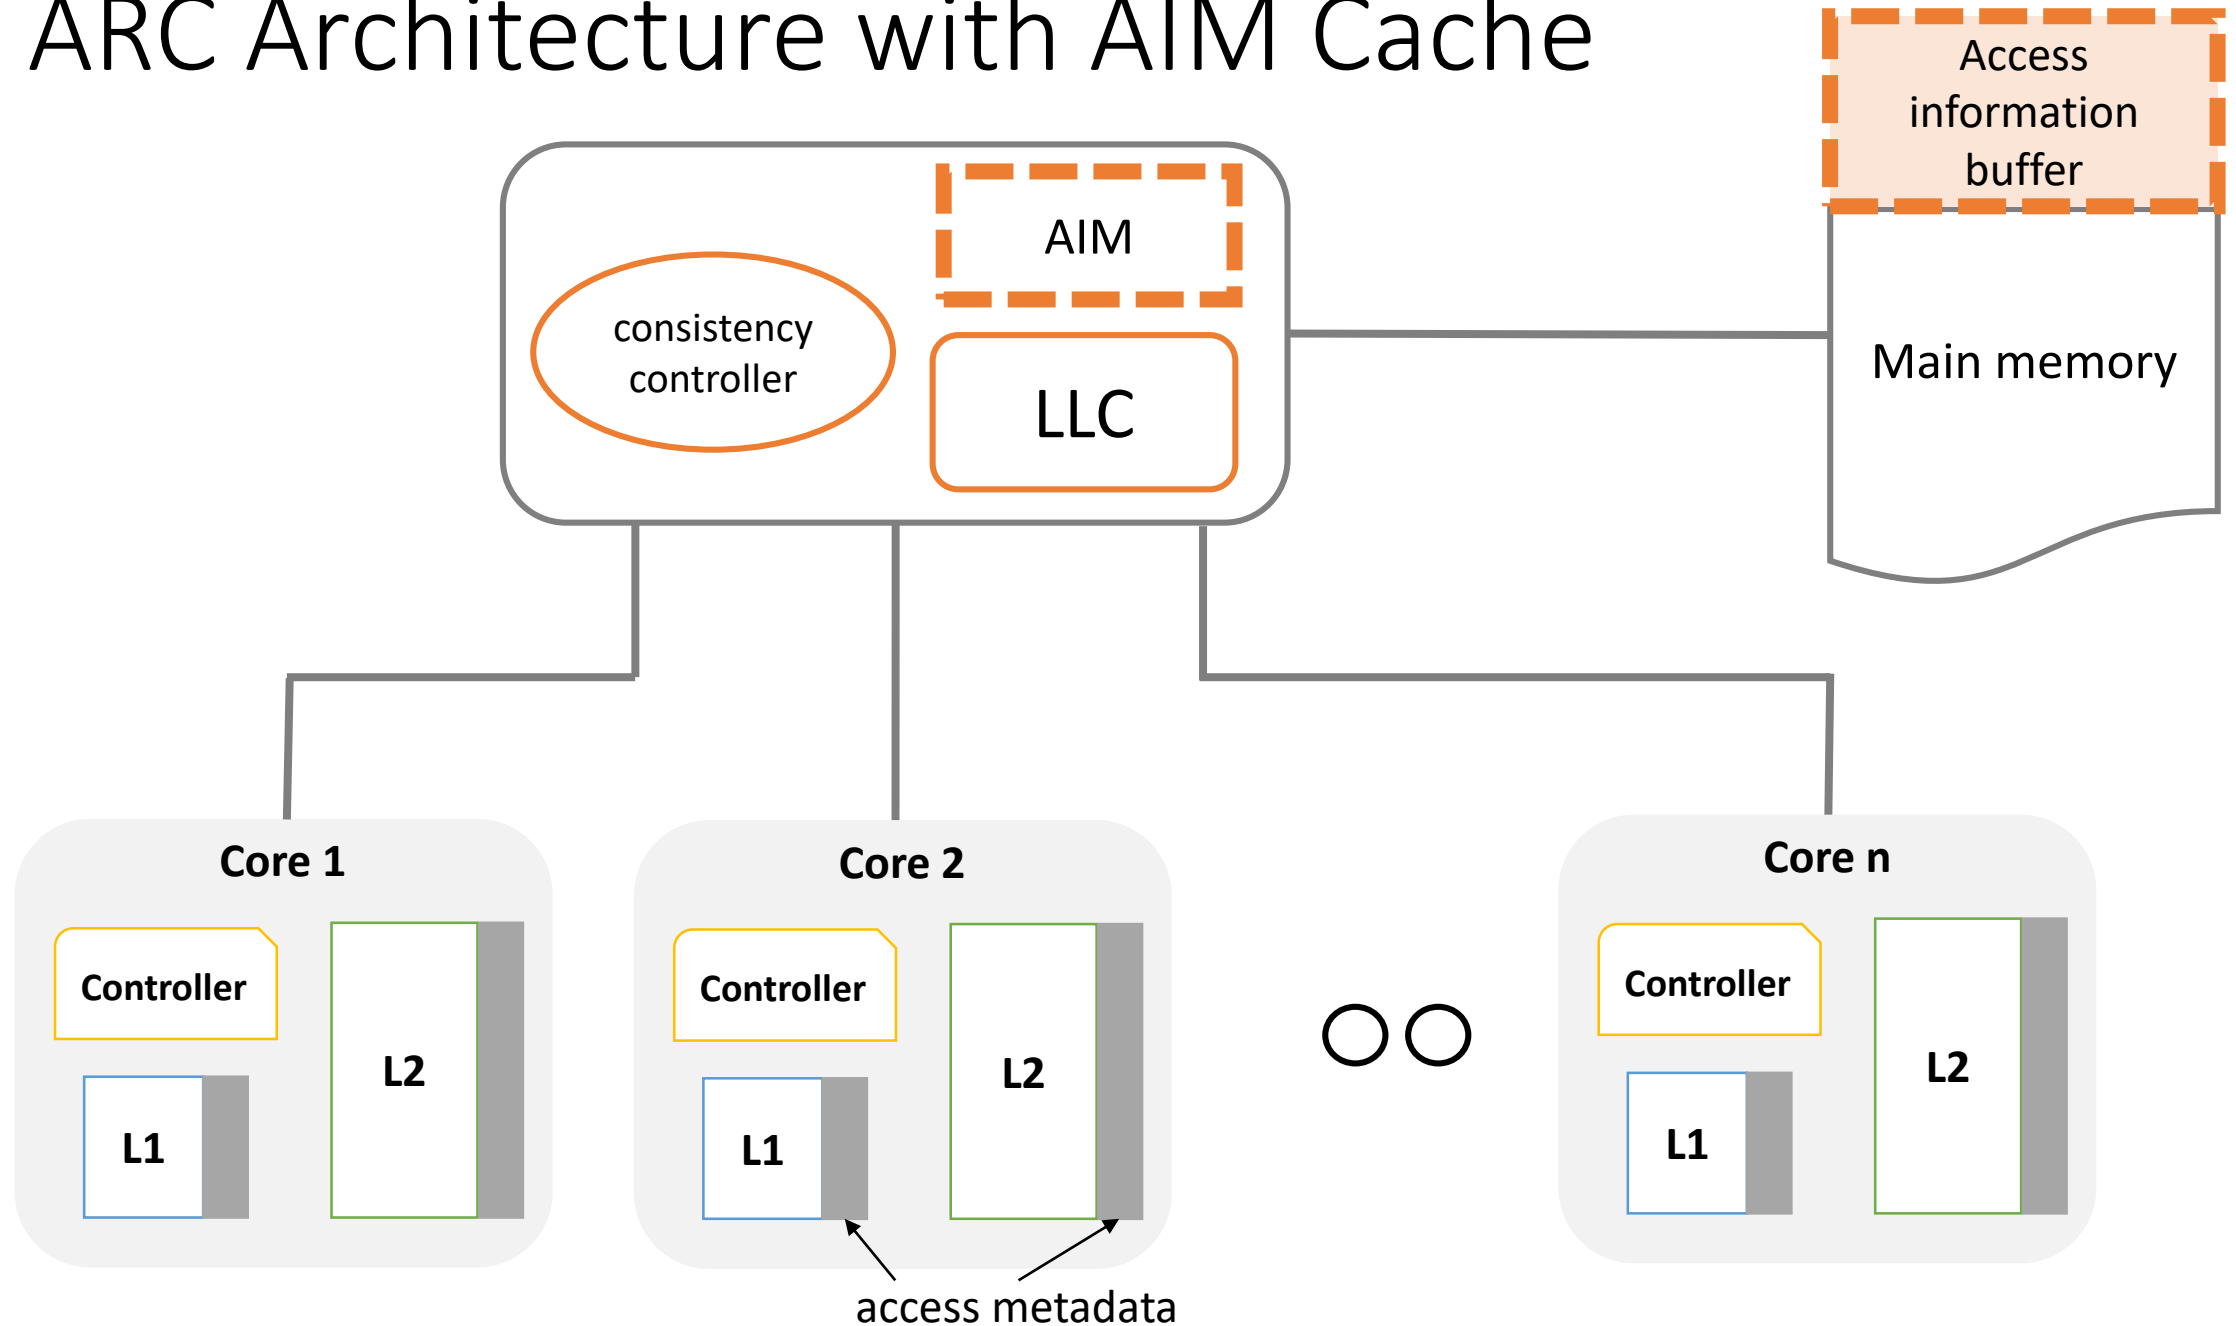 ARC Architecture with AIM Cache
Access
information
buffer
AIM
consistency
controller
LLC
Main memory
Core 1
Controller
L2
L1
Core 2
Controller
L2
L1
Core n
Controller
L2
L1
access metadata